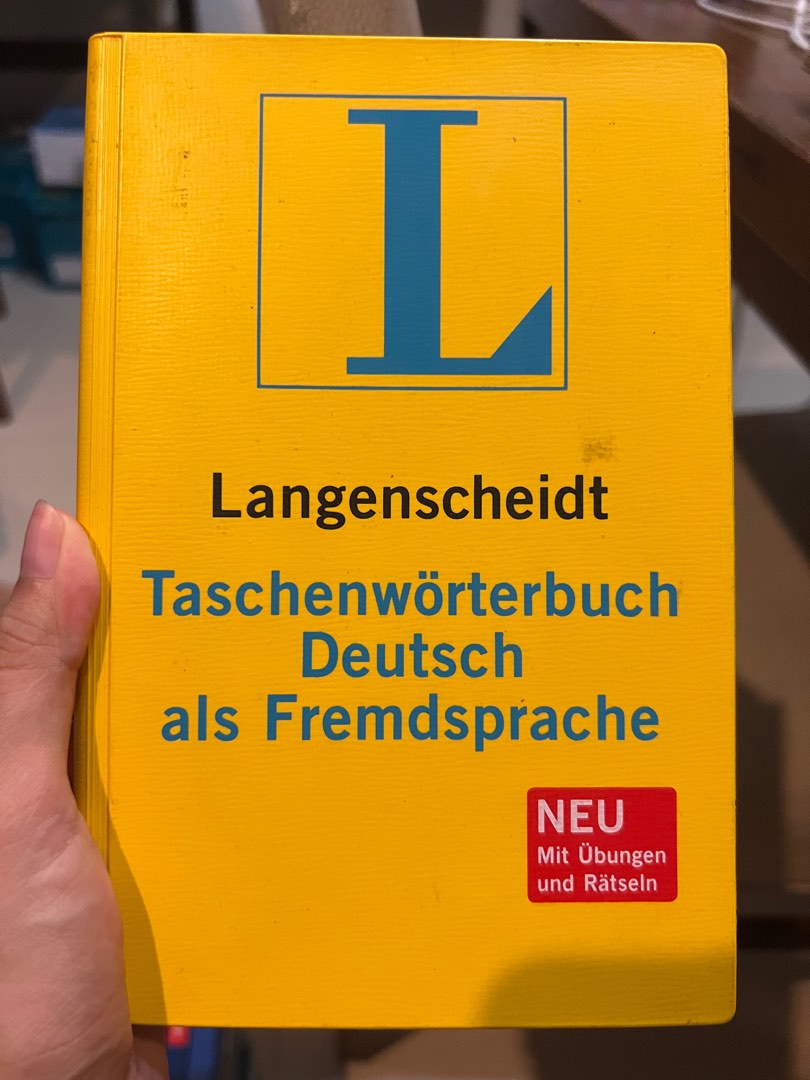 L
Langenscheidt
Taschenwörterbuch
Deutsch
als Fremdsprache
NEU
Mit Übungen
und Rätseln